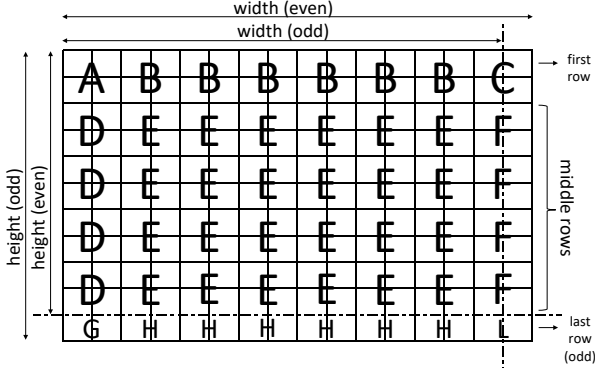 width (even)
width (odd)
height (odd)
height (even)
A B B B B B B C
first row
D E E E E E E F
D E E E E E E F
D E E E E E E F
D E E E E E E F
middle rows
G H H H H H H L
last row (odd)